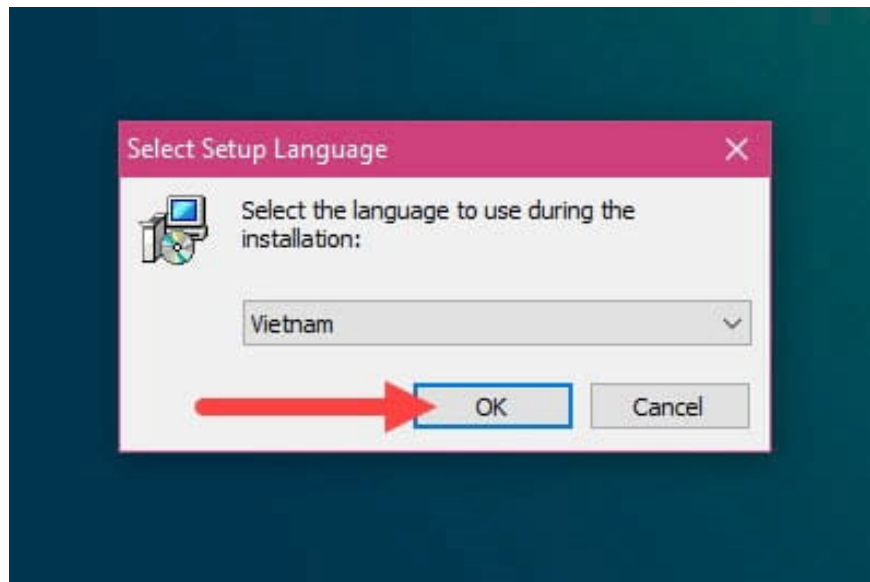 Select Setup Language
Select the language to use during the
installation:
Vietnam
OK
Cancel